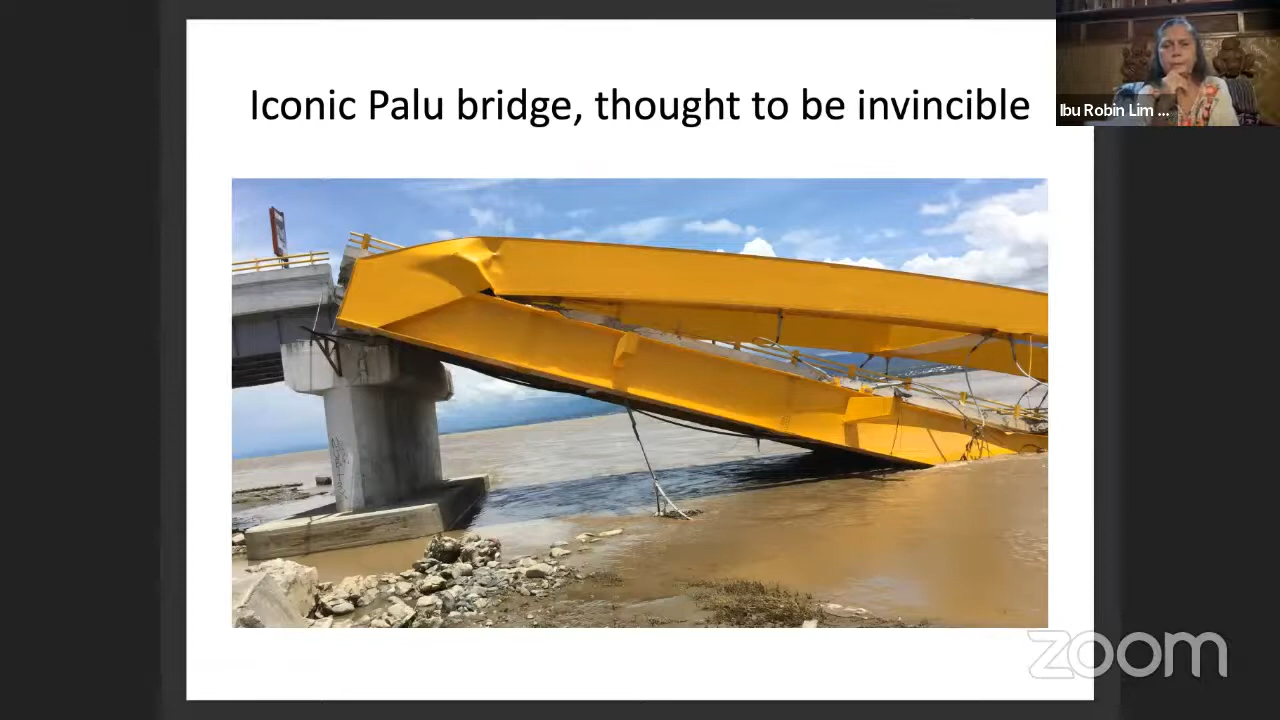 Iconic Palu bridge, thought to be invincible
Ibu Robin Lim ...
zoom